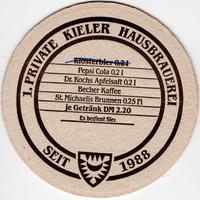 1. PRIVATE KIELER HAUSBRAUEREI
Klosterbier 0,2 l
Pepsi Cola 0,2 l
Dr. Kochs Apfelsaft 0,2 l
Becher Kaffee
St. Michaelis Brunnen 0,25 Fl
je Getränk DM 2.20
Es bedient Sie:
SEIT 1988